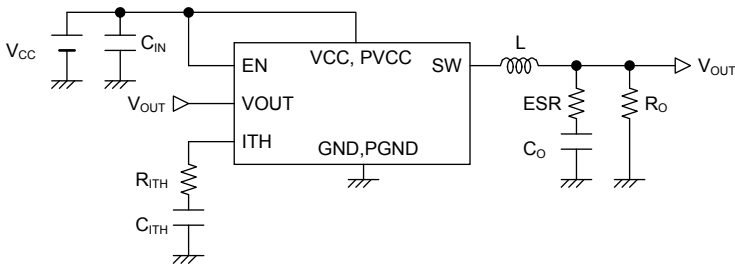 VCC
CIN
VCC, PVCC
EN
SW
L
VOUT
VOUT
VOUT
ESR
RO
ITH
GND,PGND
CO
RITH
CITH